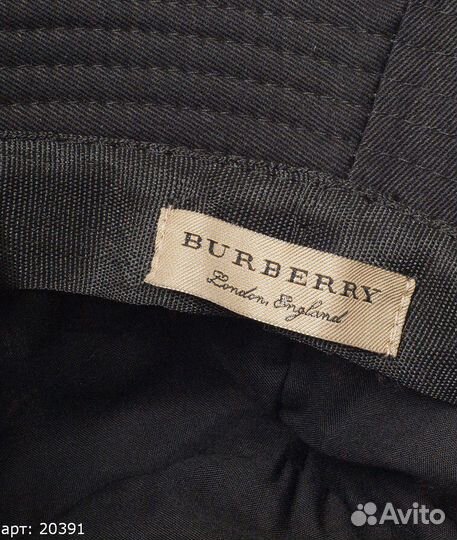 BURBERRY
London, England
арт: 20391
Avito